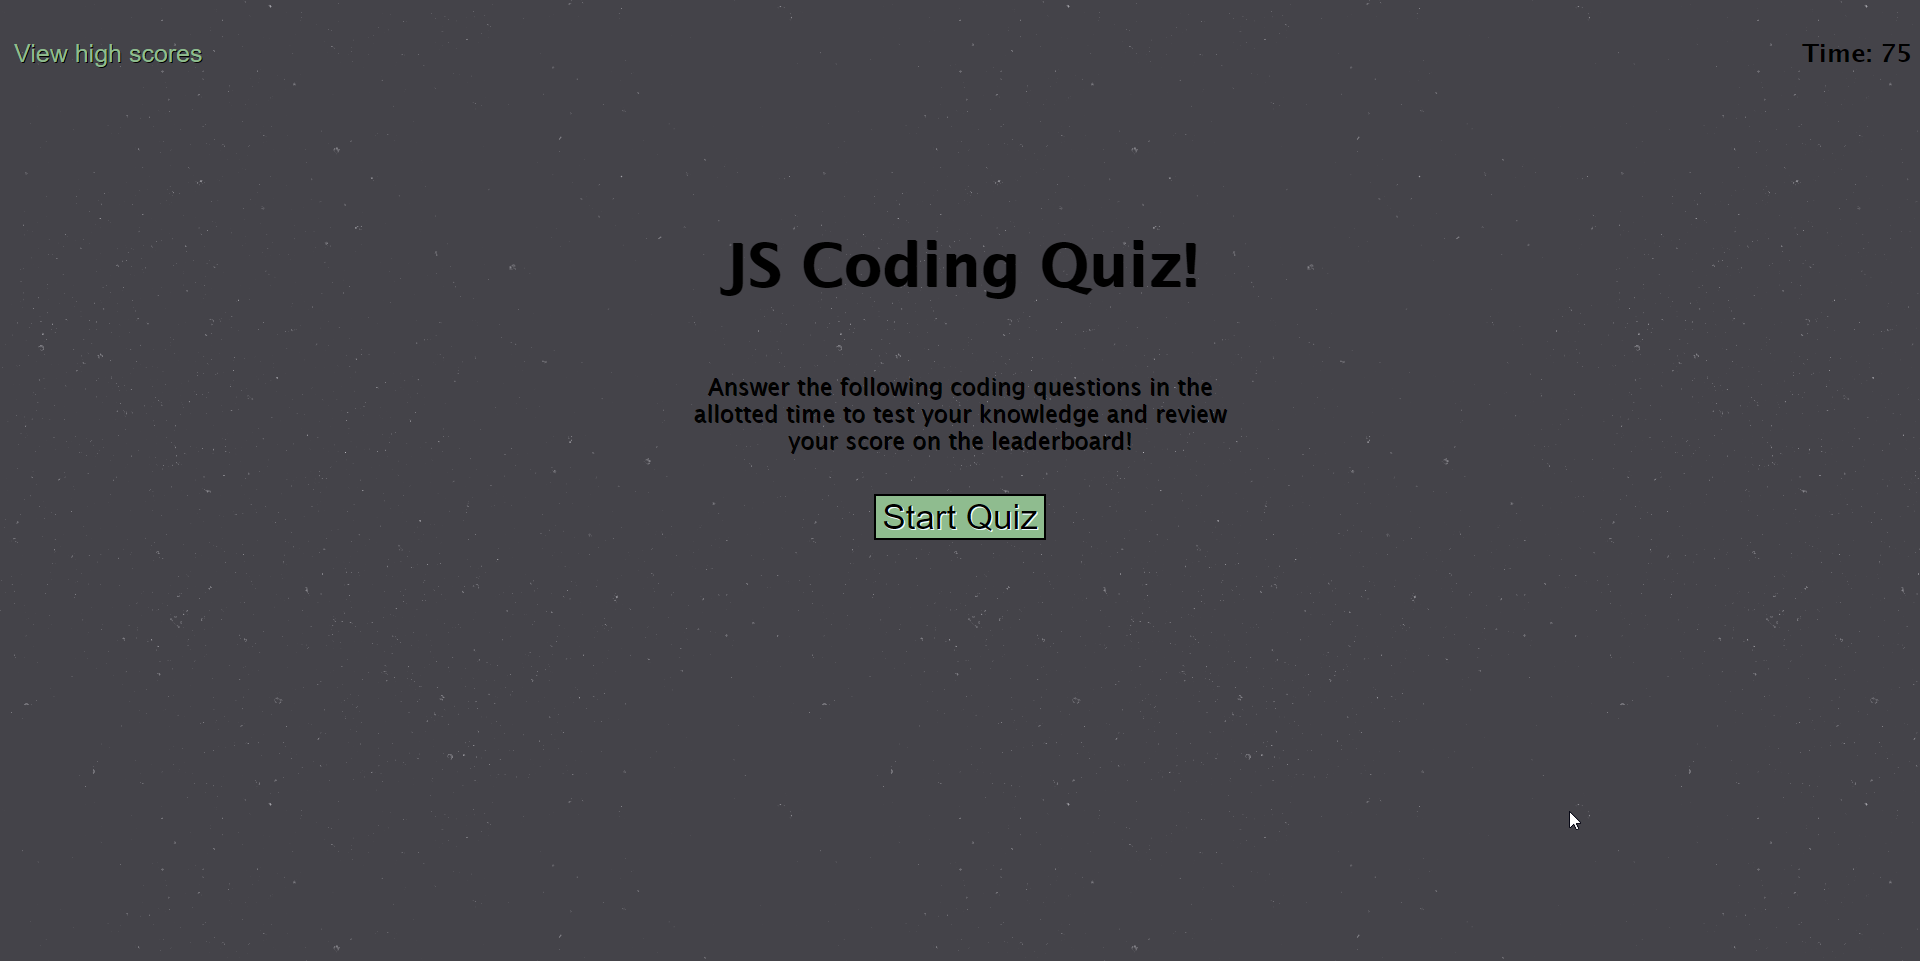 View high scores
Time: 75
JS Coding Quiz!
Answer the following coding questions in the
allotted time to test your knowledge and review
your score on the leaderboard!
Start Quiz